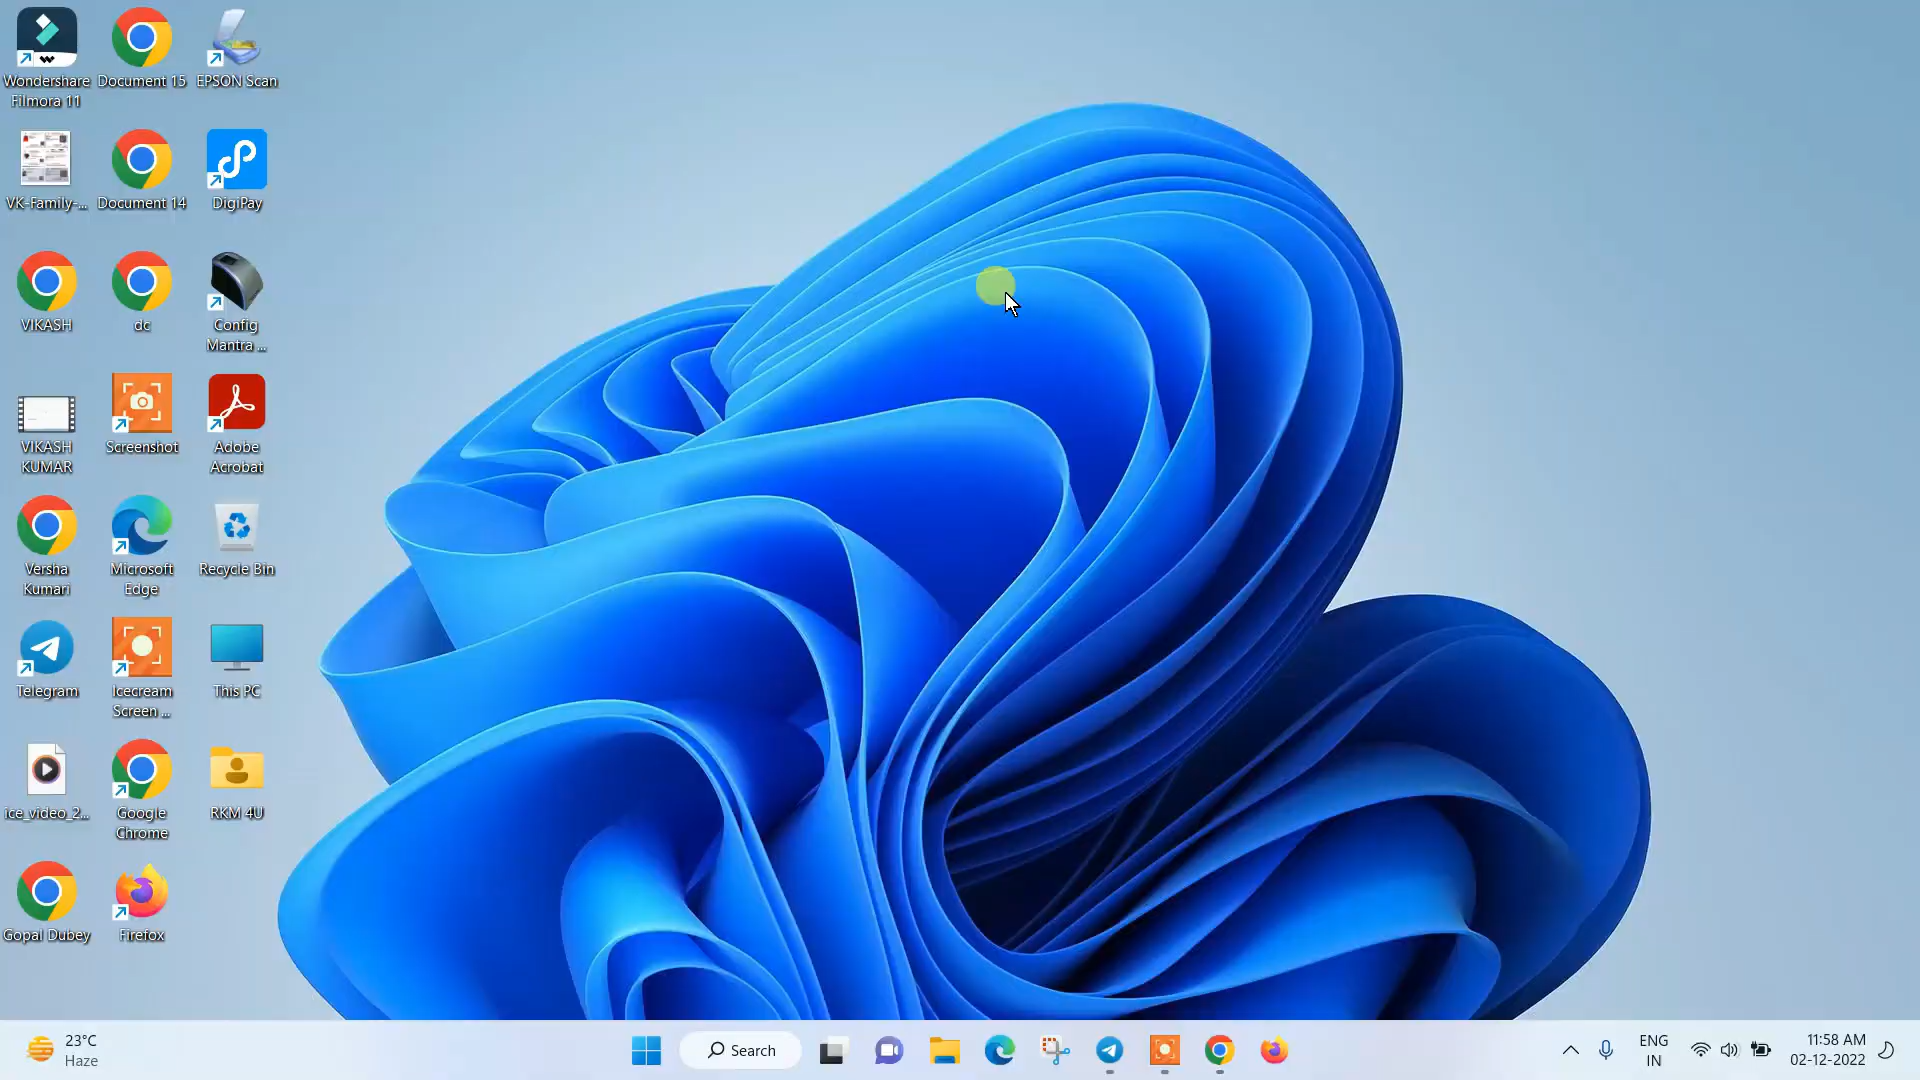 Wondershare
Filmora 11
Document 15
EPSON Scan
VK-Family-...
Document 14
DigiPay
VIKASH
dc
Config
Mantra ...
VIKASH
KUMAR
Screenshot
Adobe
Acrobat
Versha
Kumari
Microsoft
Edge
Recycle Bin
Telegram
Icecream
Screen ...
This PC
ice_video_2...
Google
Chrome
RKM 4U
Gopal Dubey
Firefox
23°C
Haze
Search
ENG
IN
11:58 AM
02-12-2022